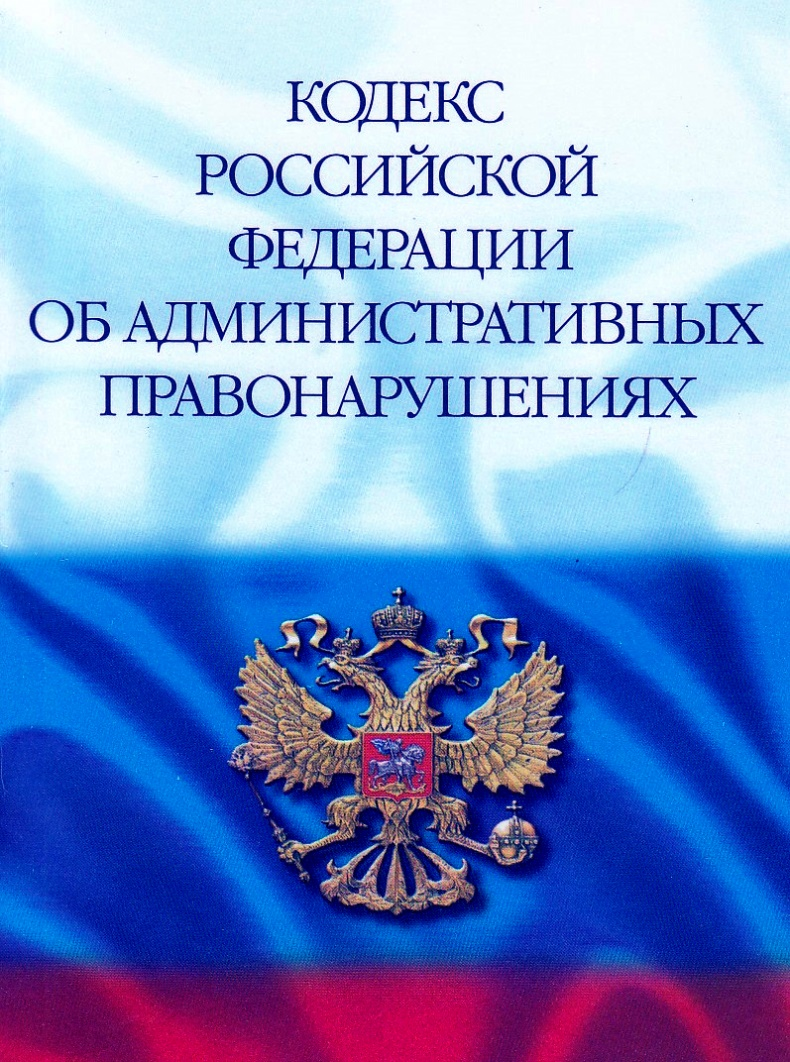 КОДЕКС
РОССИЙСКОЙ
ФЕДЕРАЦИИ
ОБ АДМИНИСТРАТИВНЫХ
ПРАВОНАРУШЕНИЯХ